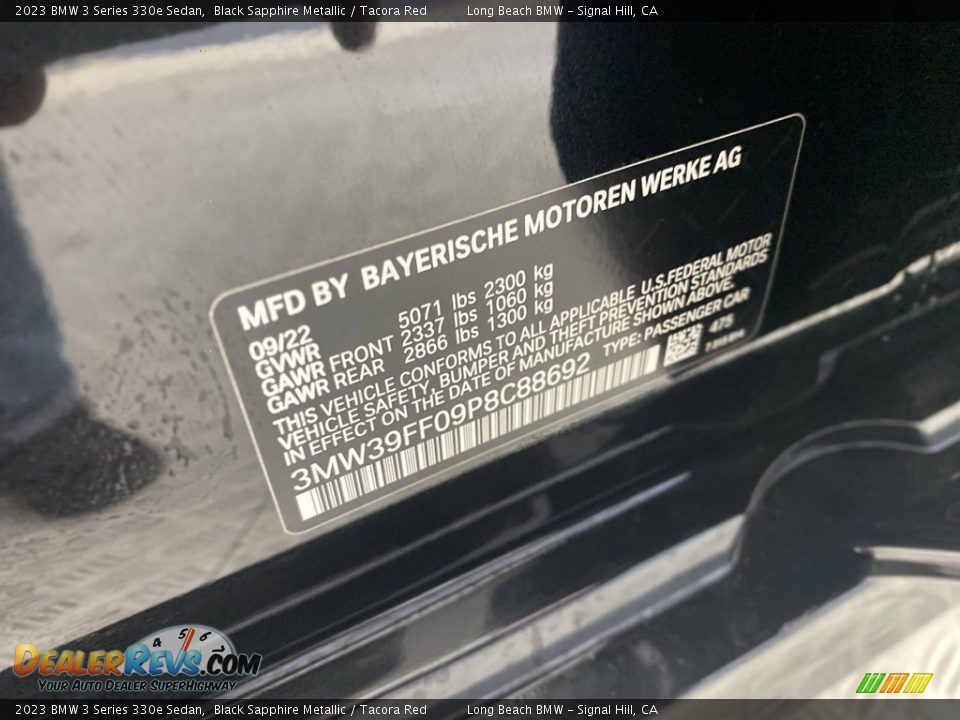 2023 BMW 3 Series 330e Sedan, Black Sapphire Metallic / Tacora Red Long Beach BMW - Signal Hill, CA
MFD BY BAYERISCHE MOTOREN WERKE AG
09/22
GVWR 5071 lbs 2300 kg
GAWR FRONT 2337 lbs 1060 kg
GAWR REAR 2866 lbs 1300 kg
THIS VEHICLE CONFORMS TO ALL APPLICABLE U.S.FEDERAL MOTOR
VEHICLE SAFETY, BUMPER AND THEFT PREVENTION STANDARDS
IN EFFECT ON THE DATE OF MANUFACTURE SHOWN ABOVE.
3MW39FF09P8C88692 TYPE: PASSENGER CAR
475
4 5 6
DEALERREVS.COM
YOUR AUTO DEALER SUPERHIGHWAY
2023 BMW 3 Series 330e Sedan, Black Sapphire Metallic / Tacora Red Long Beach BMW - Signal Hill, CA